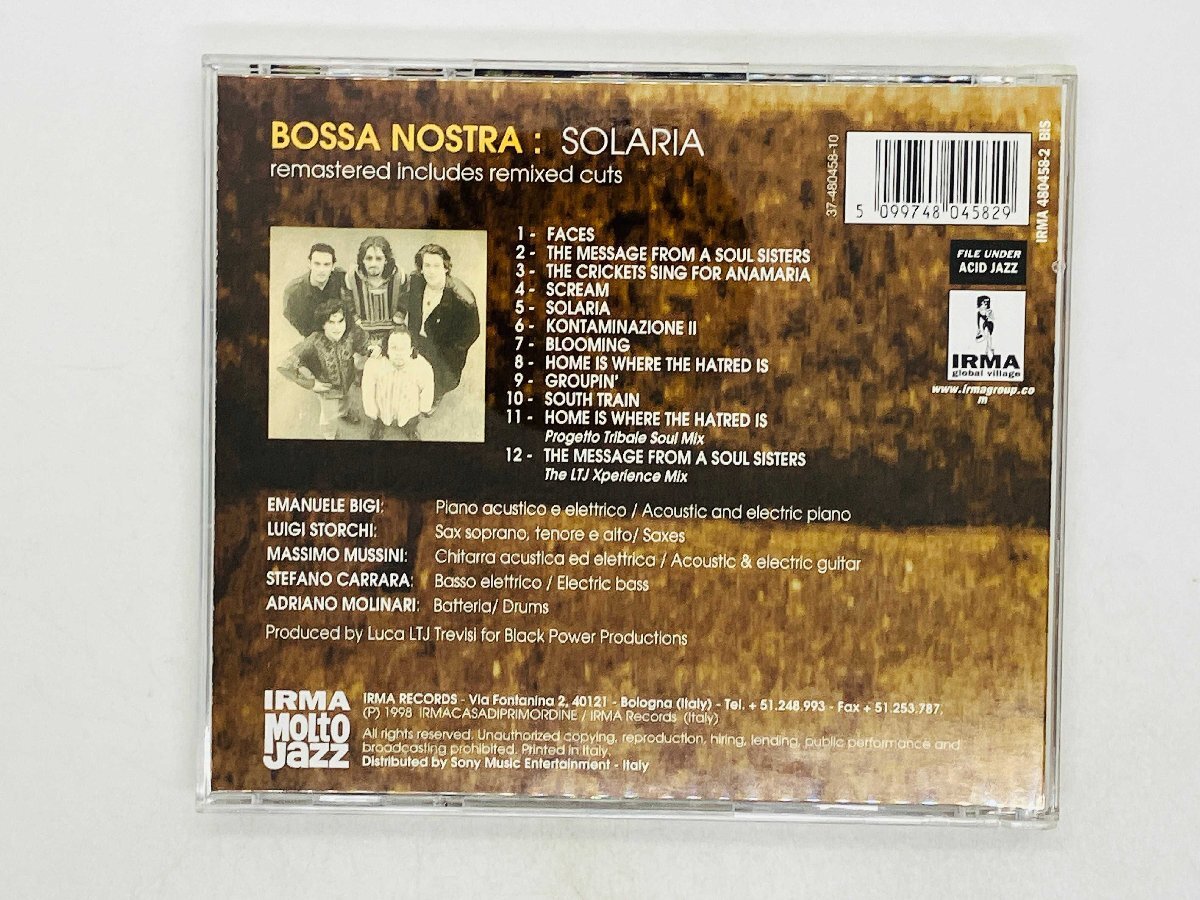 BOSSA NOSTRA : SOLARIA
remastered includes remixed cuts
37-480458-10
5 099748 045829
IRMA 480458-2 BIS
FILE UNDER
ACID JAZZ
IRMA
global village
www.irmagroup.co
m
1 - FACES
2 - THE MESSAGE FROM A SOUL SISTERS
3 - THE CRICKETS SING FOR ANAMARIA
4 - SCREAM
5 - SOLARIA
6 - KONTAMINAZIONE II
7 - BLOOMING
8 - HOME IS WHERE THE HATRED IS
9 - GROUPIN'
10 - SOUTH TRAIN
11 - HOME IS WHERE THE HATRED IS
Progetto Tribale Soul Mix
12 - THE MESSAGE FROM A SOUL SISTERS
The LTJ Xperience Mix
EMANUELE BIGI: Piano acustico e elettrico / Acoustic and electric piano
LUIGI STORCHI: Sax soprano, tenore e alto/ Saxes
MASSIMO MUSSINI: Chitarra acustica ed elettrica / Acoustic & electric guitar
STEFANO CARRARA: Basso elettrico / Electric bass
ADRIANO MOLINARI: Batteria/ Drums
Produced by Luca LTJ Trevisi for Black Power Productions
IRMA
MOLTO
JAZZ
IRMA RECORDS - Via Fontanina 2, 40121 - Bologna (Italy) - Tel. + 51.248.993 - Fax + 51.253.787.
(P) 1998 IRMACASADIPRIMORDINE / IRMA Records (Italy)
All rights reserved. Unauthorized copying, reproduction, hiring, lending, public performance and
broadcasting prohibited. Printed in Italy.
Distributed by Sony Music Entertainment - Italy